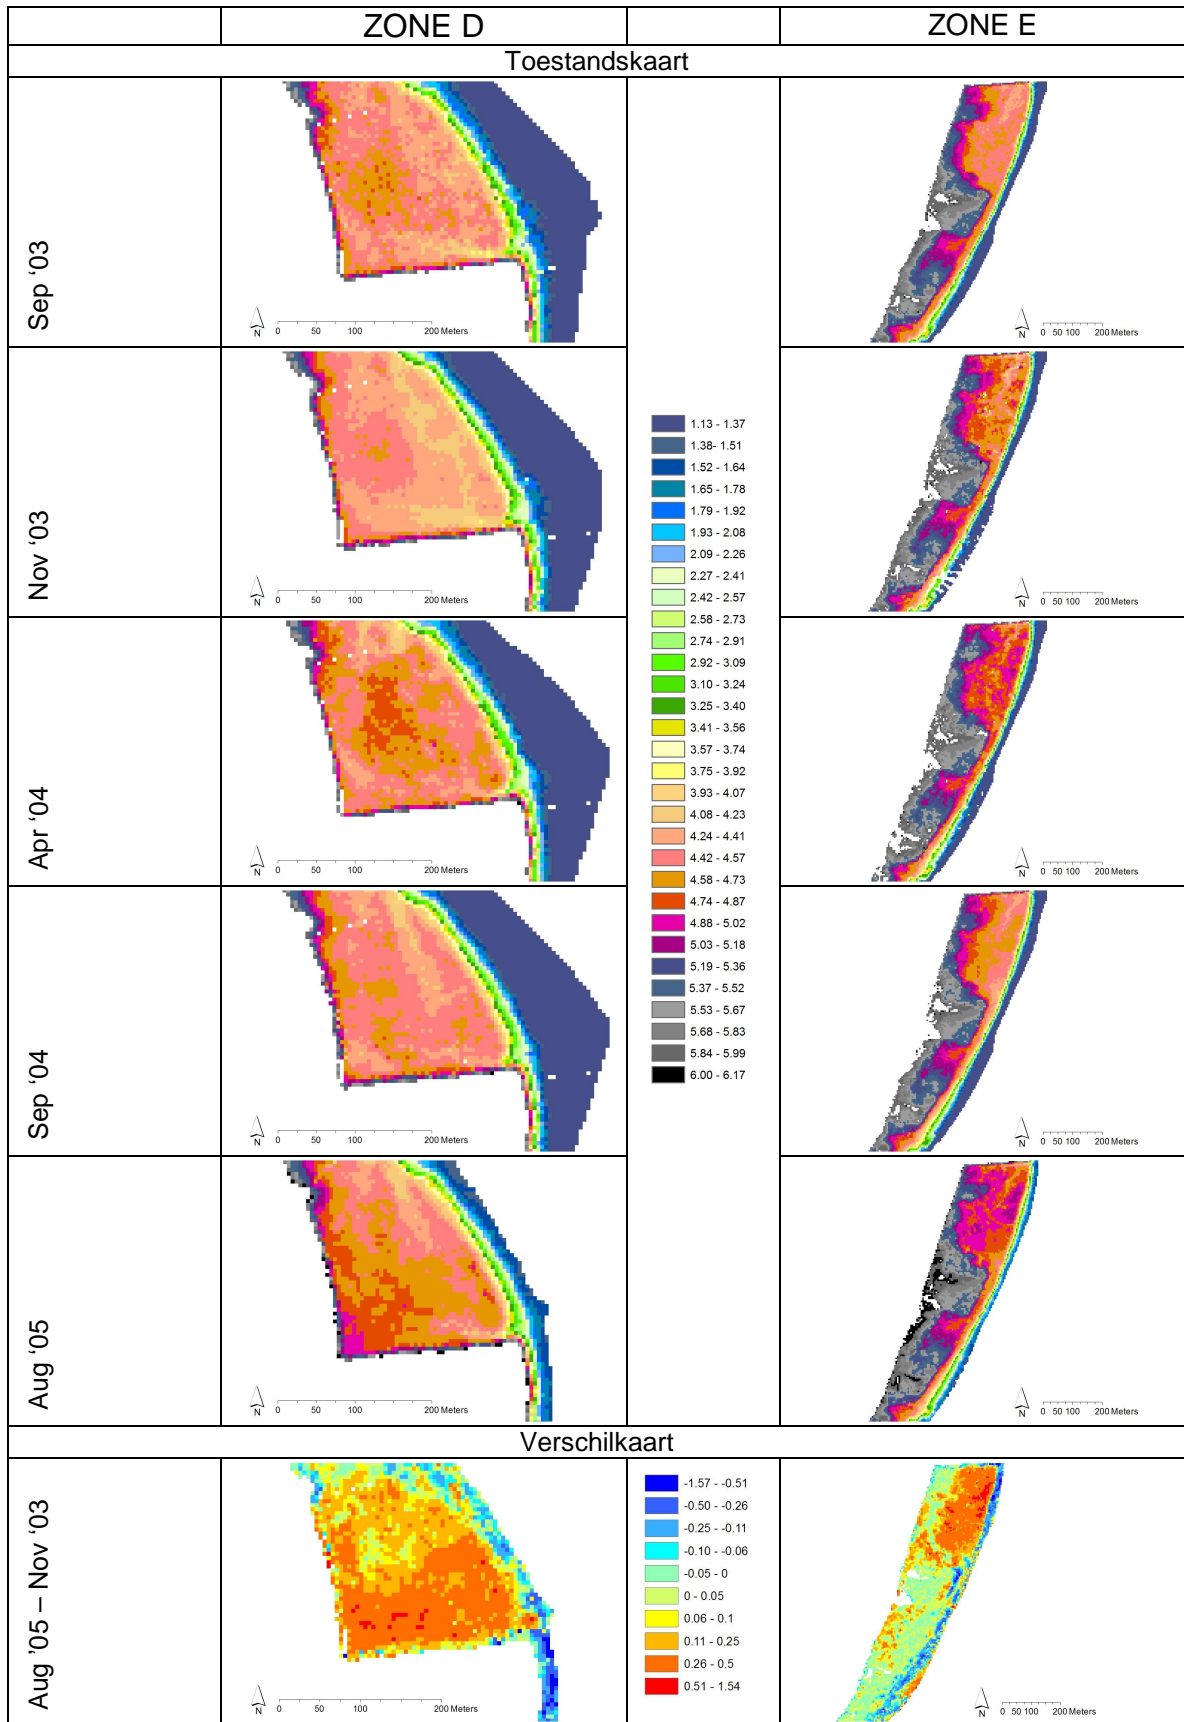 ZONE D ZONE E
Toestandskaart
Sep ‘03
N 0 50 100 200 Meters
N 0 50 100 200 Meters
Nov ‘03
N 0 50 100 200 Meters
N 0 50 100 200 Meters
Apr ‘04
N 0 50 100 200 Meters
N 0 50 100 200 Meters
Sep ‘04
N 0 50 100 200 Meters
N 0 50 100 200 Meters
Aug ‘05
N 0 50 100 200 Meters
N 0 50 100 200 Meters
1.13 - 1.37
1.38- 1.51
1.52 - 1.64
1.65 - 1.78
1.79 - 1.92
1.93 - 2.08
2.09 - 2.26
2.27 - 2.41
2.42 - 2.57
2.58 - 2.73
2.74 - 2.91
2.92 - 3.09
3.10 - 3.24
3.25 - 3.40
3.41 - 3.56
3.57 - 3.74
3.75 - 3.92
3.93 - 4.07
4.08 - 4.23
4.24 - 4.41
4.42 - 4.57
4.58 - 4.73
4.74 - 4.87
4.88 - 5.02
5.03 - 5.18
5.19 - 5.36
5.37 - 5.52
5.53 - 5.67
5.68 - 5.83
5.84 - 5.99
6.00 - 6.17
Verschilkaart
Aug ’05 – Nov ‘03
N 0 50 100 200 Meters
-1.57 - -0.51
-0.50 - -0.26
-0.25 - -0.11
-0.10 - -0.06
-0.05 - 0
0 - 0.05
0.06 - 0.1
0.11 - 0.25
0.26 - 0.5
0.51 - 1.54
N 0 50 100 200 Meters